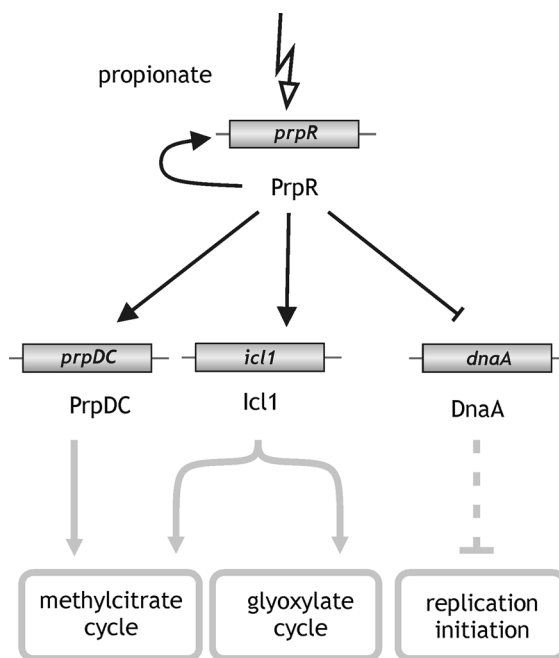 propionate
prpR
PrpR
prpDC
icl1
dnaA
PrpDC
Icl1
DnaA
methylcitrate
cycle
glyoxylate
cycle
replication
initiation